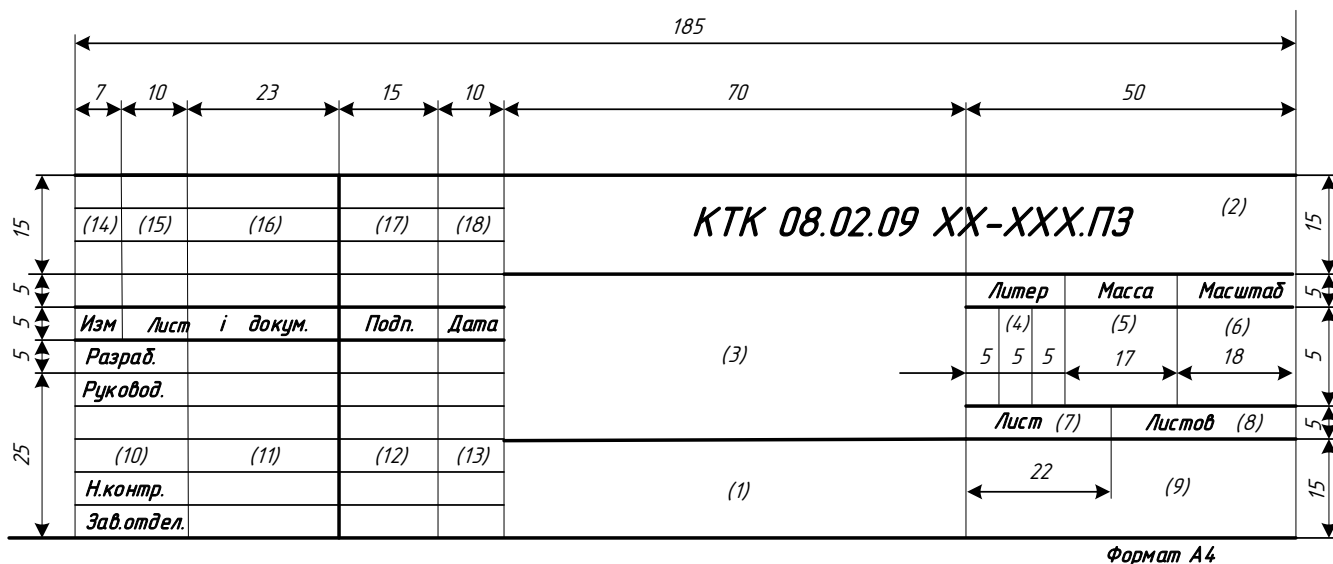 185
7 10 23 15 10 70 50
15 (14) (15) (16) (17) (18) КТК 08.02.09 ХХ-ХХХ.ПЗ (2) 15
5 Литер Масса Масштаб 5
5 Изм Лист i докум. Подп. Дата (4) (5) (6)
5 Разраб. (3) 5 5 5 17 18 5
Руковод.
Лист (7) Листов (8) 5
25 (10) (11) (12) (13) 22
Н.контр. (1) (9) 15
Зав.отдел.
Формат А4